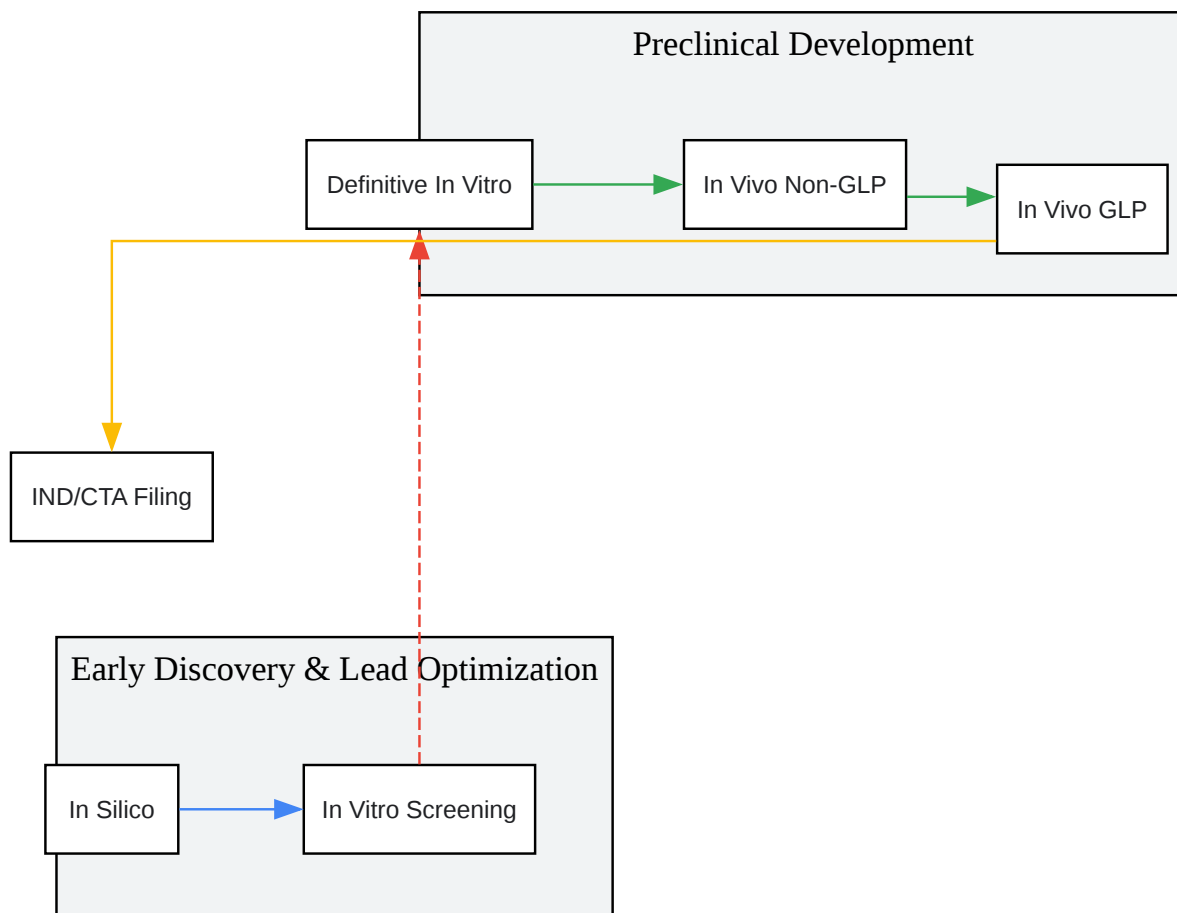 Preclinical Development
Definitive In Vitro
In Vivo Non-GLP
In Vivo GLP
IND/CTA Filing
Early Discovery & Lead Optimization
In Silico
In Vitro Screening